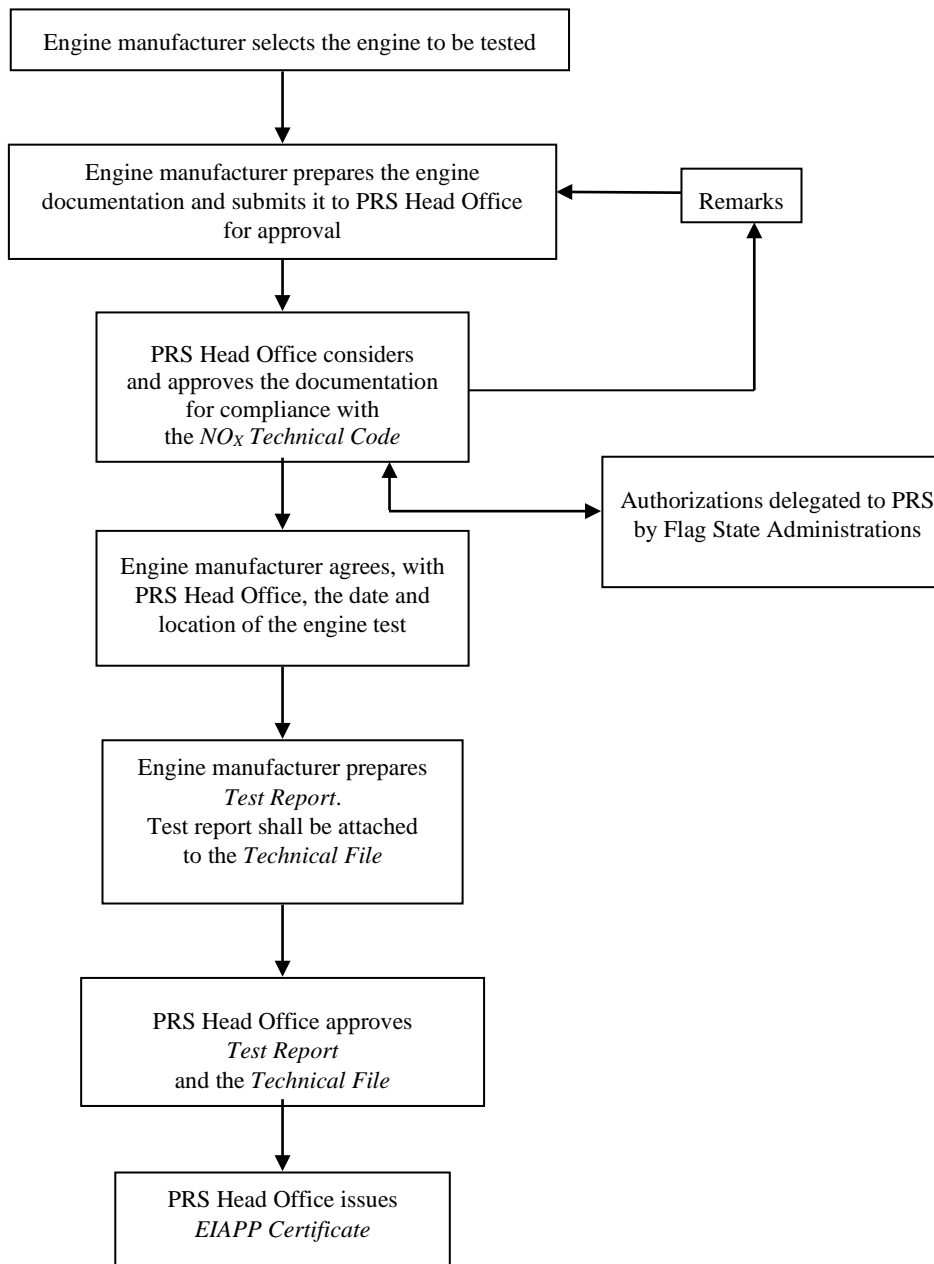 Engine manufacturer selects the engine to be tested
Engine manufacturer prepares the engine
documentation and submits it to PRS Head Office
for approval
Remarks
PRS Head Office considers
and approves the documentation
for compliance with
the NOX Technical Code
Authorizations delegated to PRS
by Flag State Administrations
Engine manufacturer agrees, with
PRS Head Office, the date and
location of the engine test
Engine manufacturer prepares
Test Report.
Test report shall be attached
to the Technical File
PRS Head Office approves
Test Report
and the Technical File
PRS Head Office issues
EIAPP Certificate